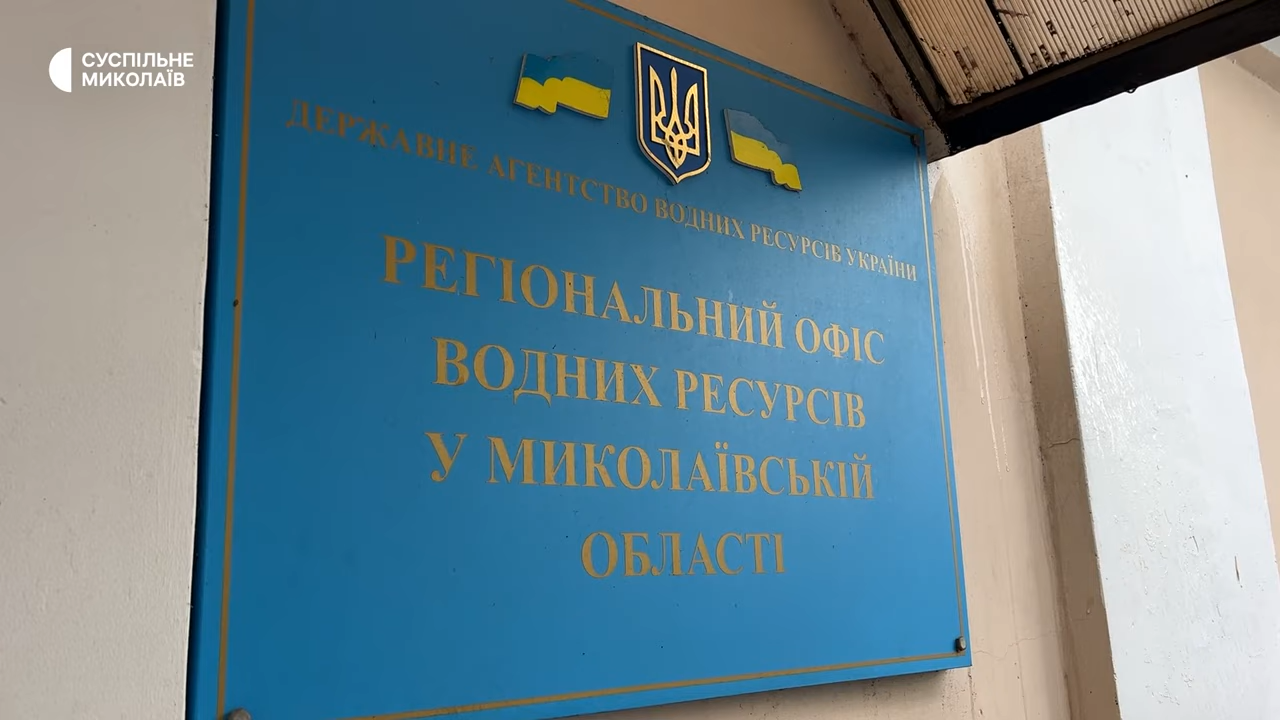 СУСПІЛЬНЕ
МИКОЛАЇВ
ДЕРЖАВНЕ АГЕНТСТВО ВОДНИХ РЕСУРСІВ УКРАЇНИ
РЕГІОНАЛЬНИЙ ОФІС
ВОДНИХ РЕСУРСІВ
У МИКОЛАЇВСЬКІЙ
ОБЛАСТІ